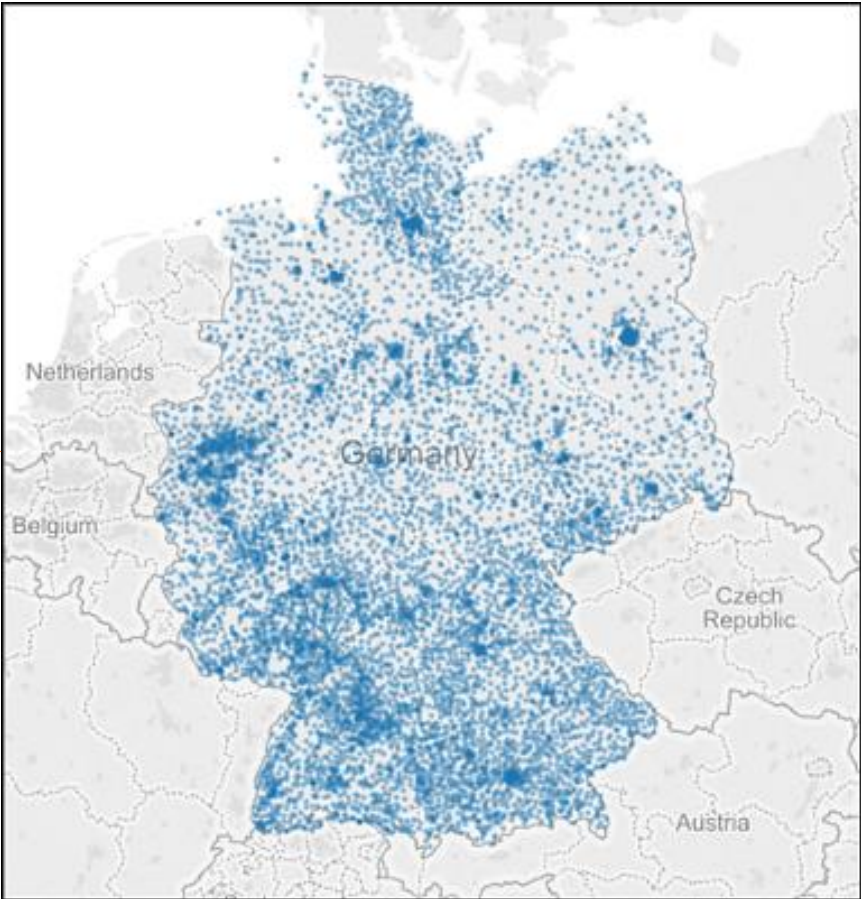 Netherlands
Germany
Belgium
Czech
Republic
Austria